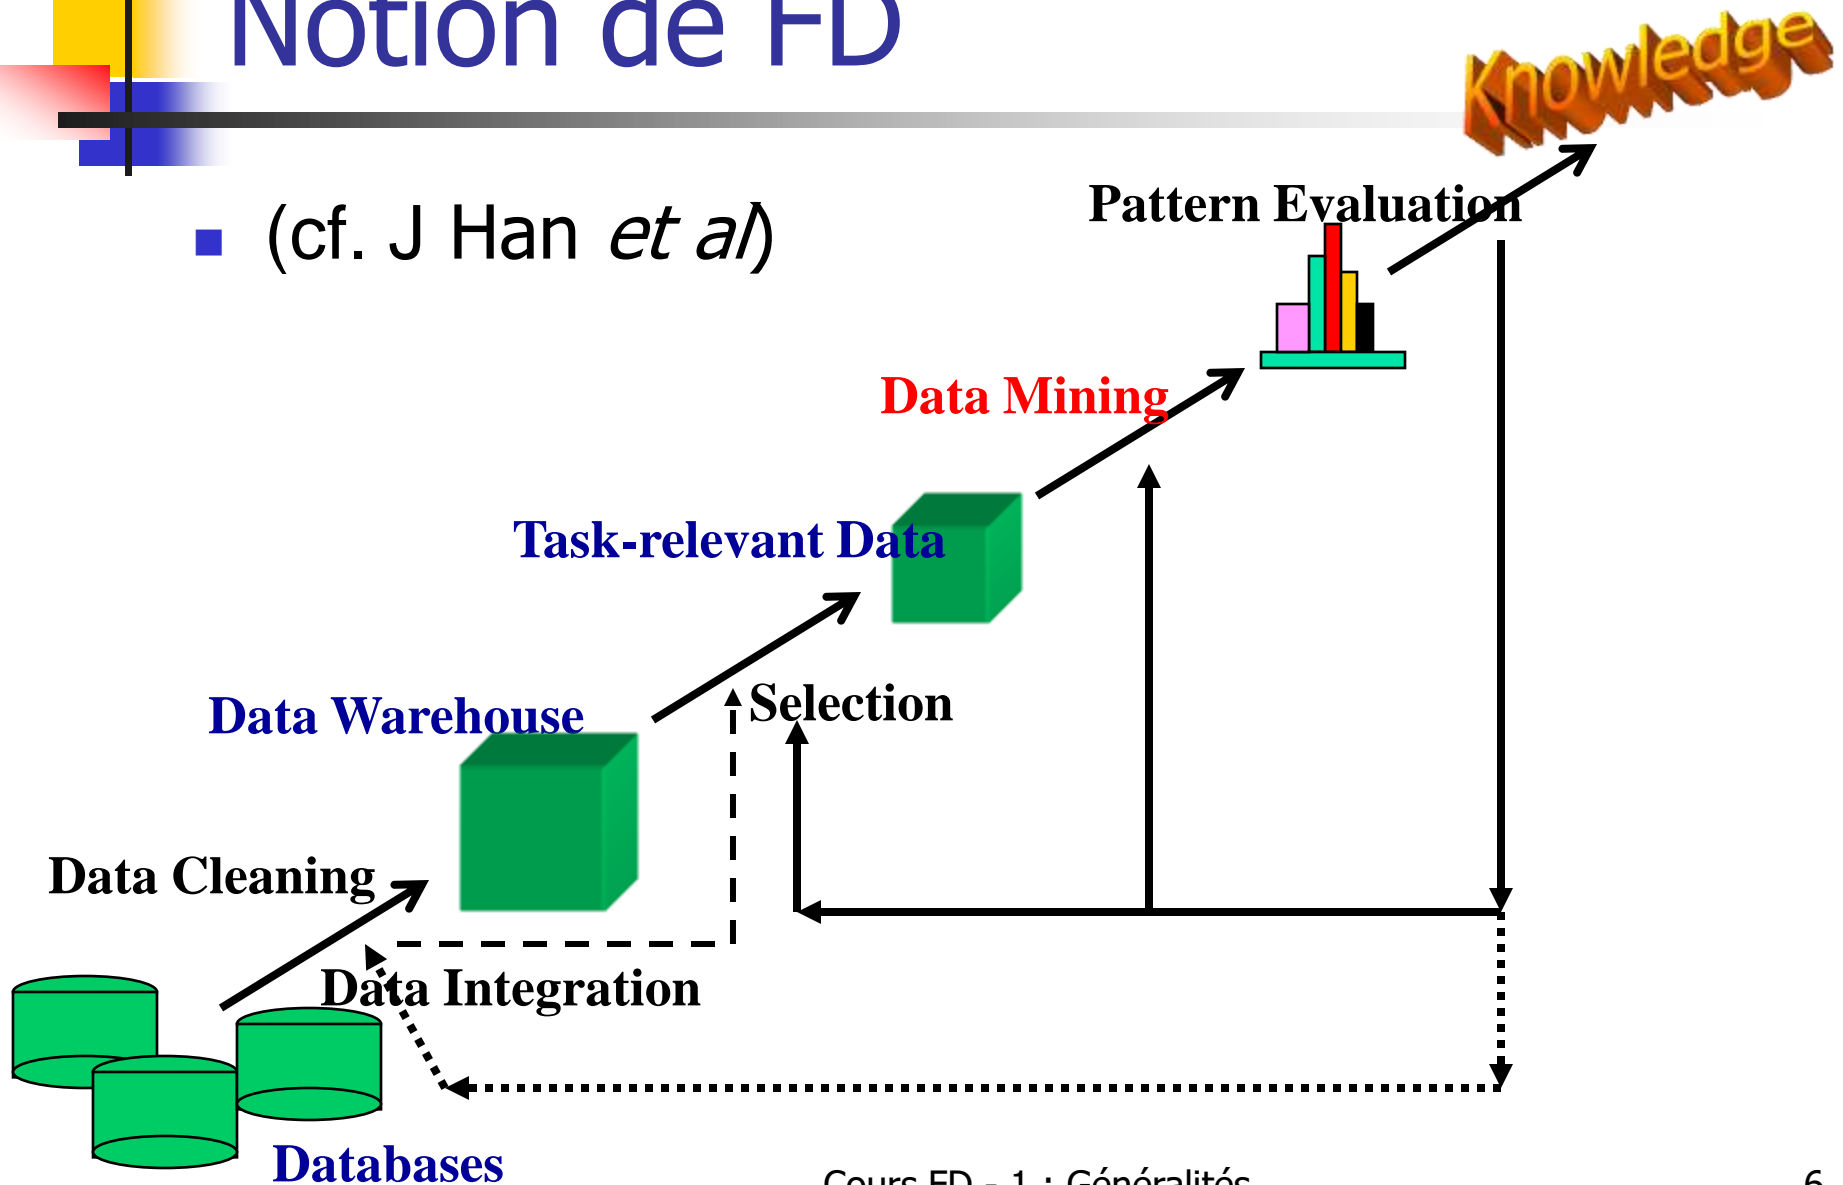 Notion de FD
Knowledge
Pattern Evaluation
(cf. J Han et al)
Data Mining
Task-relevant Data
Selection
Data Warehouse
Data Cleaning
Data Integration
Databases
Cours FD - 1 : Généralités
6